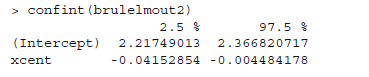 > confint(brulelmout2)
                  2.5 %       97.5 %
(Intercept)  2.21749013  2.366820717
xcent       -0.04152854 -0.004484178